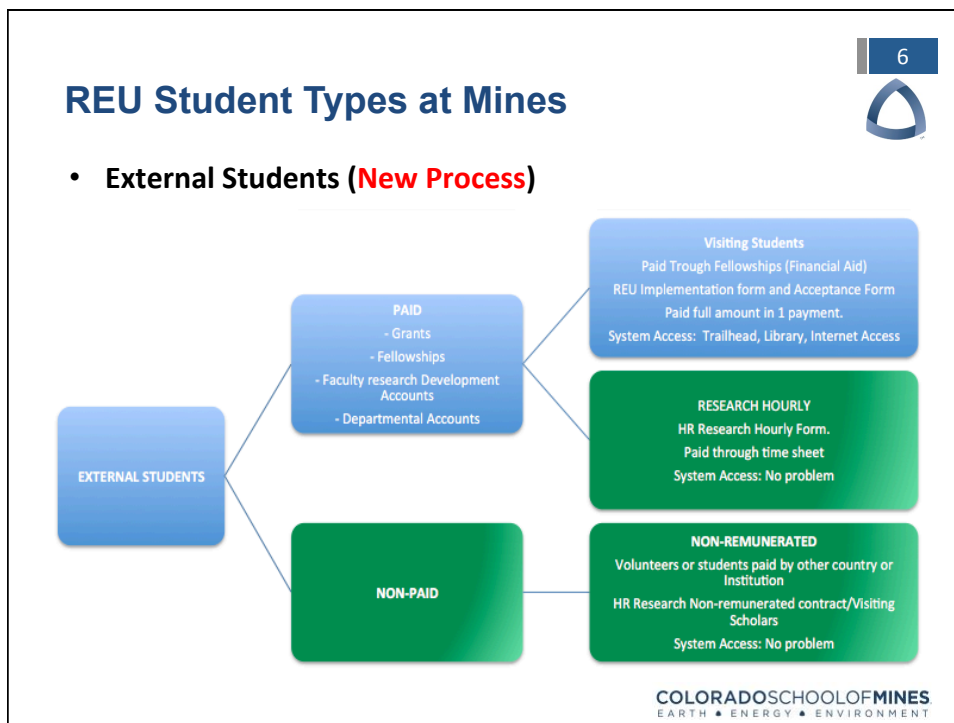 6
REU Student Types at Mines
• External Students (New Process)
Visiting Students
Paid Trough Fellowships (Financial Aid)
REU Implementation form and Acceptance Form
Paid full amount in 1 payment.
System Access: Trailhead, Library, Internet Access
PAID
- Grants
- Fellowships
- Faculty research Development
Accounts
- Departmental Accounts
RESEARCH HOURLY
HR Research Hourly Form.
Paid through time sheet
System Access: No problem
EXTERNAL STUDENTS
NON-PAID
NON-REMUNERATED
Volunteers or students paid by other country or
Institution
HR Research Non-remunerated contract/Visiting
Scholars
System Access: No problem
COLORADOSCHOOLOFMINES
EARTH • ENERGY • ENVIRONMENT